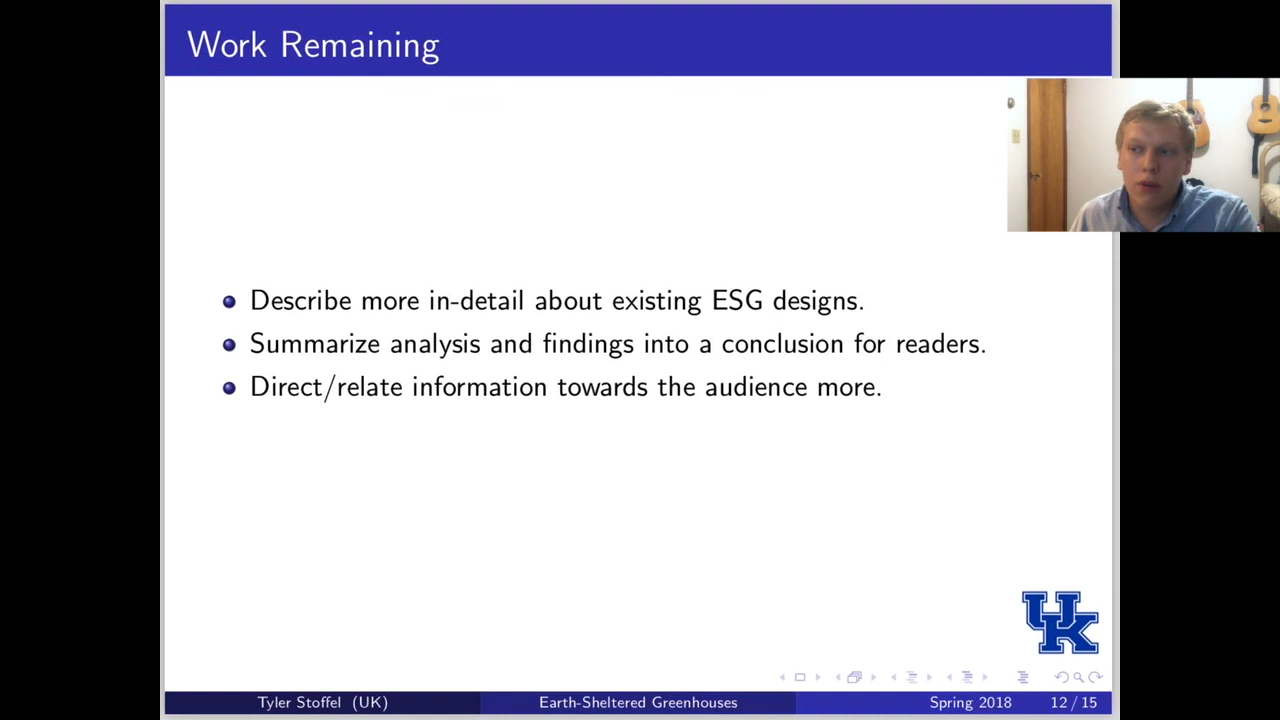 Work Remaining
Describe more in-detail about existing ESG designs.
Summarize analysis and findings into a conclusion for readers.
Direct/relate information towards the audience more.
UK
Tyler Stoffel (UK) Earth-Sheltered Greenhouses Spring 2018 12 / 15